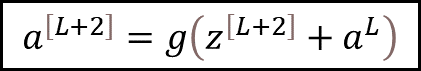 a^[L+2] = g(z^[L+2] + a^L)